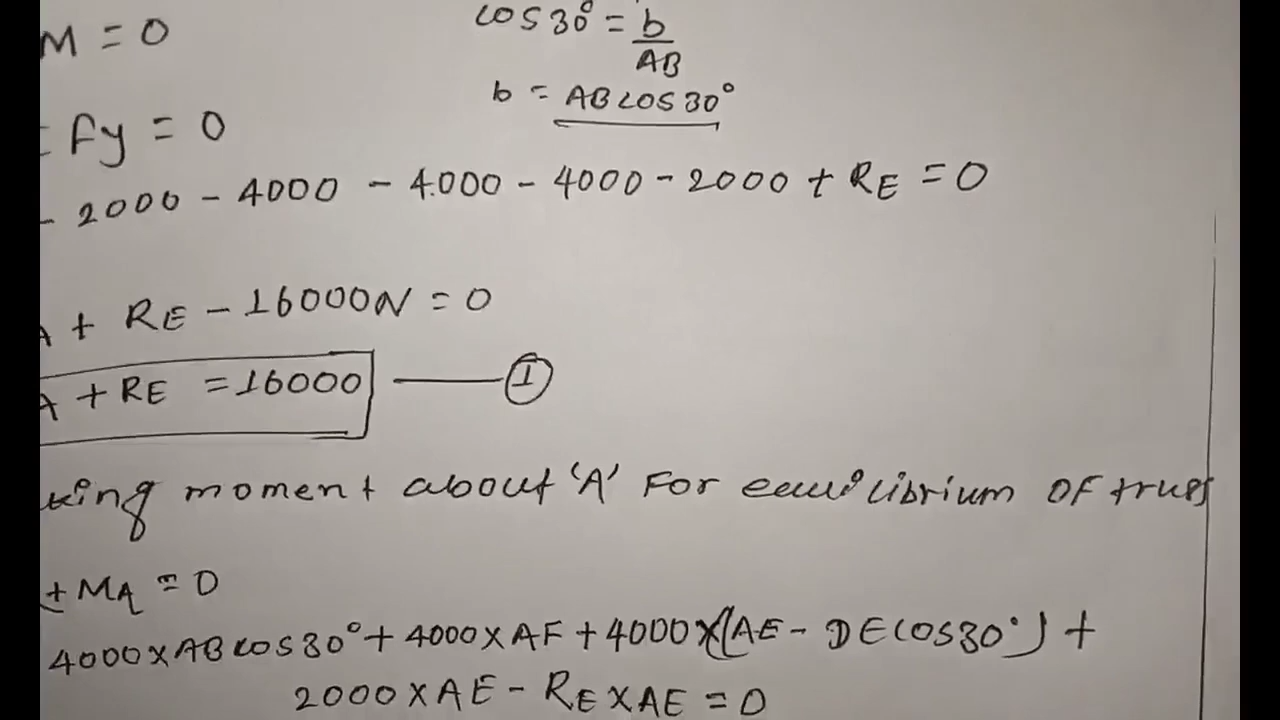 M = 0
cos 30° = b/AB
b = AB cos 30°
Fy = 0
- 2000 - 4000 - 4000 - 4000 - 2000 + RE = 0
A + RE - 16000N = 0
A + RE = 16000 ——— 1
king moment about 'A' For equilibrium OF truss
+ MA = 0
4000 x AB cos 30° + 4000 x AF + 4000 x (AE - DE cos 30°) +
2000 x AE - RE x AE = 0